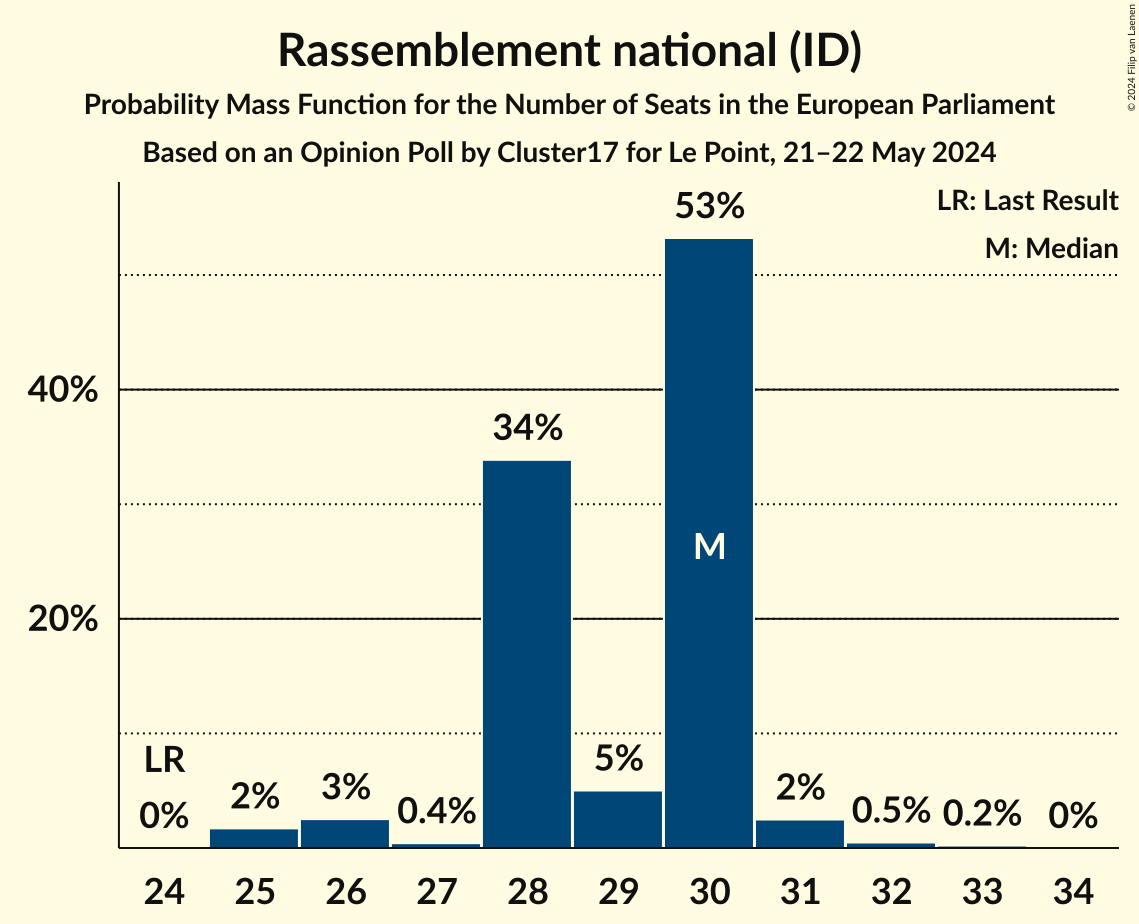 Rassemblement national (ID)
Probability Mass Function for the Number of Seats in the European Parliament
Based on an Opinion Poll by Cluster17 for Le Point, 21–22 May 2024
© 2024 Filip van Laenen
LR: Last Result
M: Median
40%
20%
LR
0%
2%
3%
0.4%
34%
5%
53%
M
2%
0.5%
0.2%
0%
24 25 26 27 28 29 30 31 32 33 34